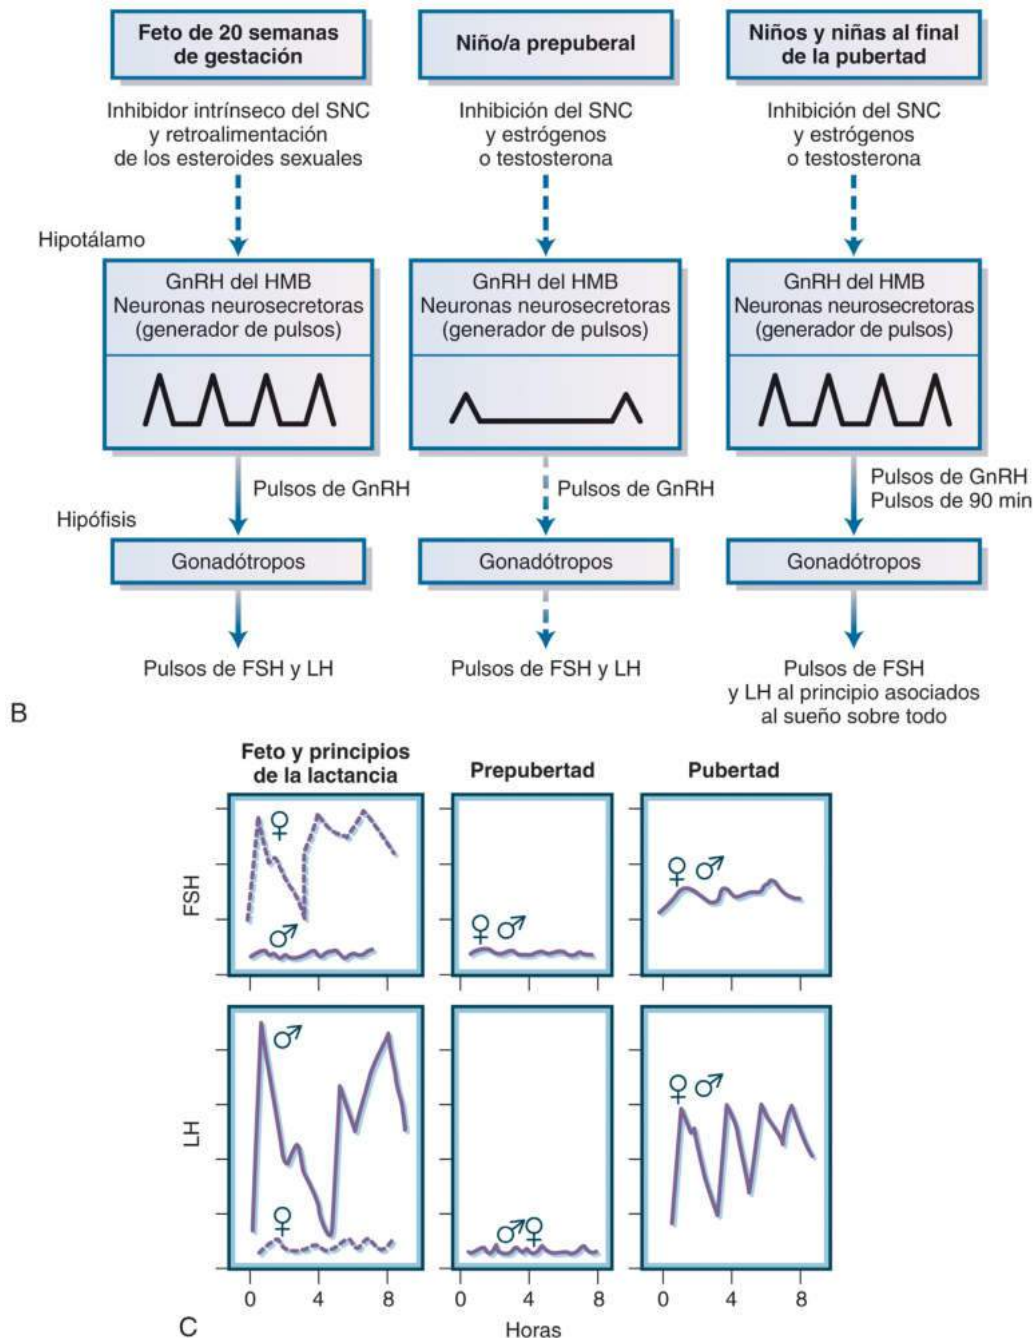 Feto de 20 semanas
de gestación
Niño/a prepuberal
Niños y niñas al final
de la pubertad
Inhibidor intrínseco del SNC
y retroalimentación
de los esteroides sexuales
Inhibición del SNC
y estrógenos
o testosterona
Inhibición del SNC
y estrógenos
o testosterona
Hipotálamo
GnRH del HMB
Neuronas neurosecretoras
(generador de pulsos)
GnRH del HMB
Neuronas neurosecretoras
(generador de pulsos)
GnRH del HMB
Neuronas neurosecretoras
(generador de pulsos)
Pulsos de GnRH
Pulsos de GnRH
Pulsos de GnRH
Pulsos de 90 min
Hipófisis
Gonadótropos
Gonadótropos
Gonadótropos
Pulsos de FSH y LH
Pulsos de FSH y LH
Pulsos de FSH
y LH al principio asociados
al sueño sobre todo
B
Feto y principios
de la lactancia
Prepubertad
Pubertad
FSH
♀
♂
♀ ♂
♀ ♂
LH
♂
♀
♂♀
♀ ♂
0 4 8
0 4 8
0 4 8
Horas
C